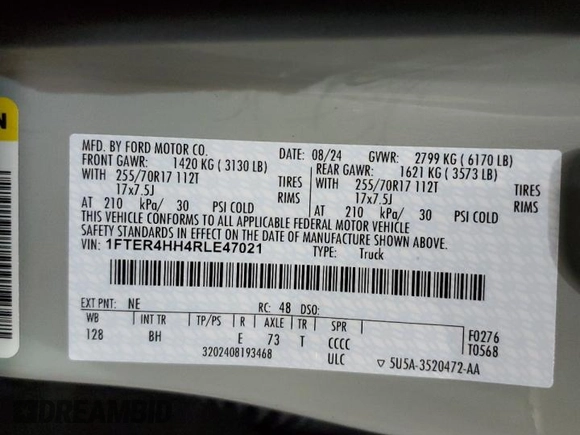 MFD. BY FORD MOTOR CO. DATE: 08/24 GVWR: 2799 KG ( 6170 LB)
FRONT GAWR: 1420 KG ( 3130 LB) REAR GAWR: 1621 KG ( 3573 LB)
WITH 255/70R17 112T TIRES WITH 255/70R17 112T TIRES
17x7.5J RIMS 17x7.5J RIMS
AT 210 kPa/ 30 PSI COLD AT 210 kPa/ 30 PSI COLD
THIS VEHICLE CONFORMS TO ALL APPLICABLE FEDERAL MOTOR VEHICLE
SAFETY STANDARDS IN EFFECT ON THE DATE OF MANUFACTURE SHOWN ABOVE.
VIN: 1FTER4HH4RLE47021 TYPE: Truck
EXT PNT: NE RC: 48 DSO:
WB INT TR TP/PS R AXLE TR SPR
128 BH E 73 T CCCC
ULC
F0276
T0568
3202408193468 5U5A-3520472-AA
DREAMBID